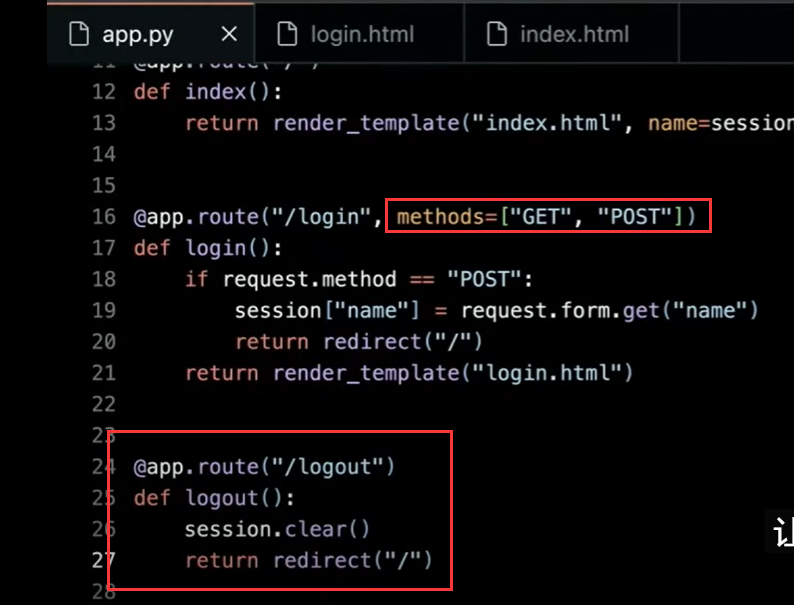 app.py × login.html index.html
11 @app.route("/")
12 def index():
13 return render_template("index.html", name=session
14
15
16 @app.route("/login", methods=["GET", "POST"])
17 def login():
18 if request.method == "POST":
19 session["name"] = request.form.get("name")
20 return redirect("/")
21 return render_template("login.html")
22
23
24 @app.route("/logout")
25 def logout():
26 session.clear()
27 return redirect("/")
28
让